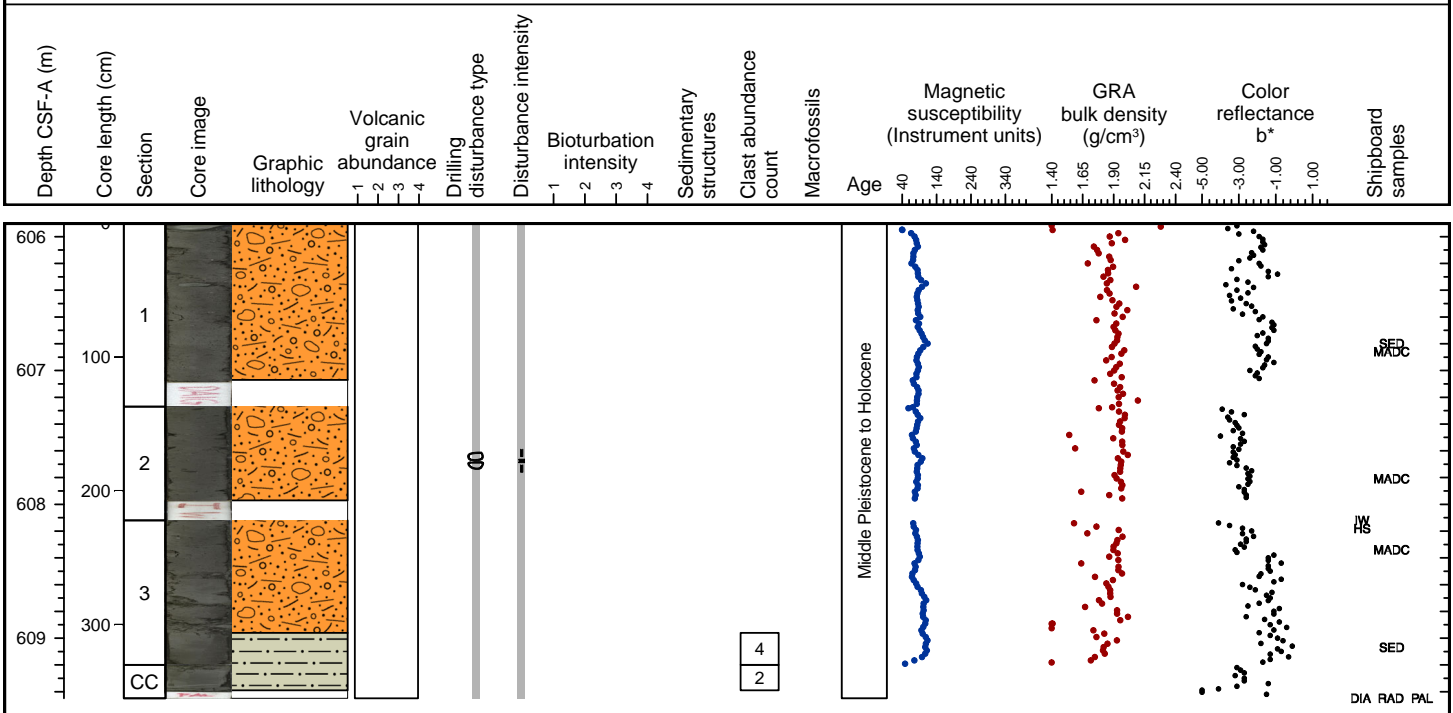 Depth CSF-A (m)
Core length (cm)
Section
Core image
Graphic
lithology
Volcanic
grain
abundance
1 2 3 4
Drilling
disturbance type
Disturbance intensity
Bioturbation
intensity
1 2 3 4
Sedimentary
structures
Clast abundance
count
Macrofossils
Age
Magnetic
susceptibility
(Instrument units)
40 140 240 340
GRA
bulk density
(g/cm³)
1.40 1.65 1.90 2.15 2.40
Color
reflectance
b*
-5.00 -3.00 -1.00 1.00
Shipboard
samples
606
607
608
609
0
100
200
300
1
2
3
CC
4
2
Middle Pleistocene to Holocene
SED
MADC
MADC
IW
HS
MADC
SED
DIA RAD PAL